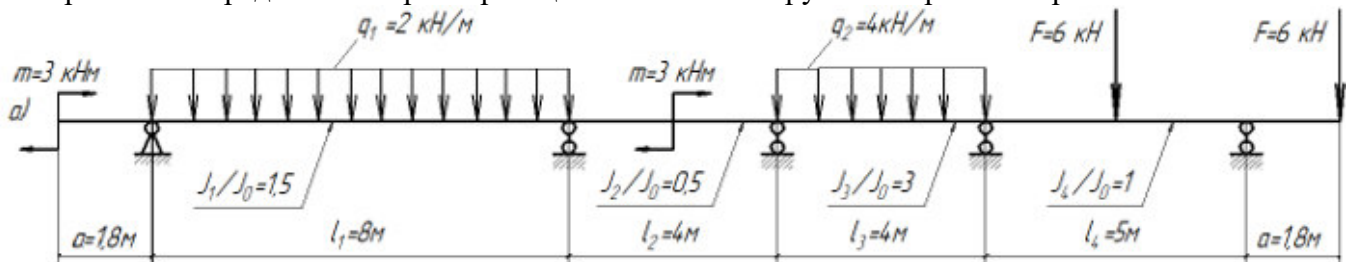 q₁=2 кН/м
q₂=4кН/м
F=6 кН
F=6 кН
m=3 кНм
m=3 кНм
а)
J₁/J₀=1,5
J₂/J₀=0,5
J₃/J₀=3
J₄/J₀=1
a=1,8м
l₁=8м
l₂=4м
l₃=4м
l₄=5м
a=1,8м